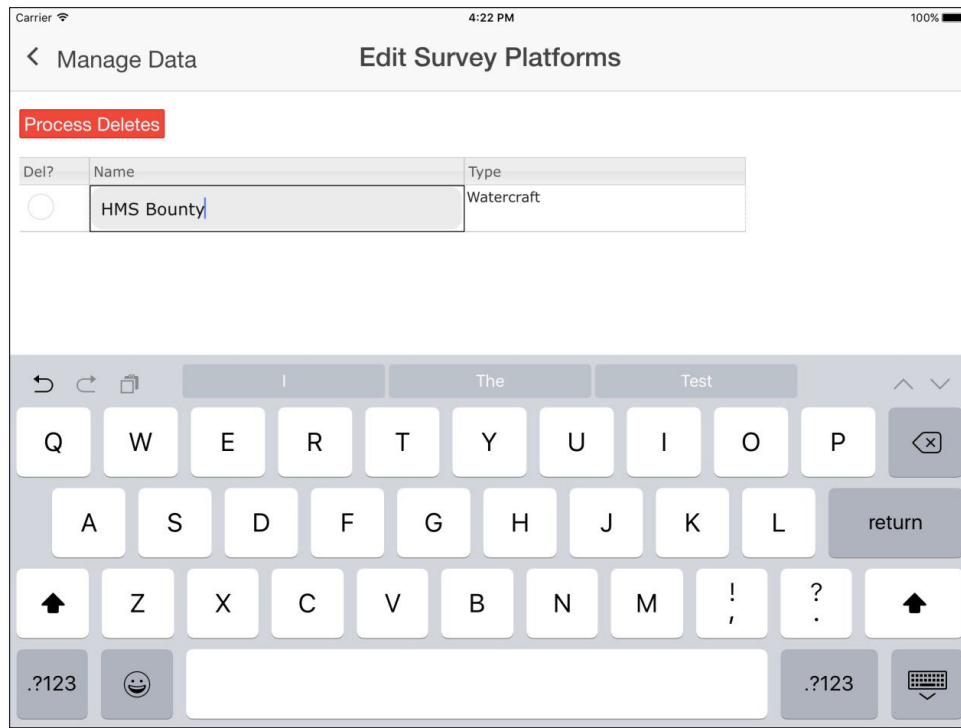 Carrier 4:22 PM 100%
Manage Data Edit Survey Platforms
Process Deletes
Del? Name Type
HMS Bounty Watercraft
I The Test
Q W E R T Y U I O P
A S D F G H J K L return
Z X C V B N M ! , ? .
.?123 .?123